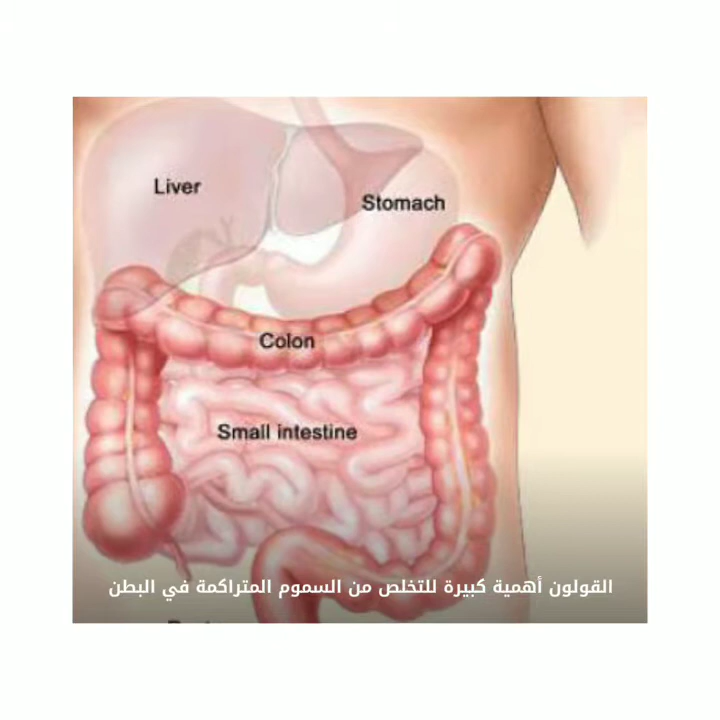 Liver
Stomach
Colon
Small intestine
القولون أهمية كبيرة للتخلص من السموم المتراكمة في البطن